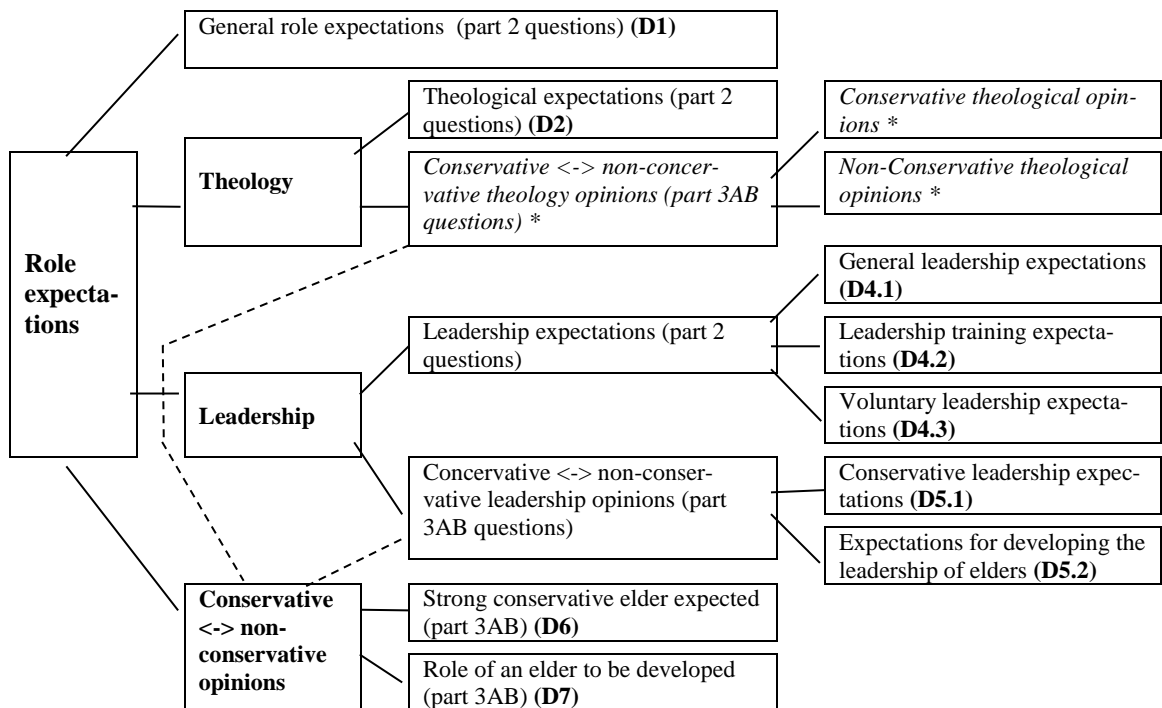 General role expectations  (part 2 questions) (D1)
Role
expecta-
tions
Theology
Theological expectations (part 2
questions) (D2)
Conservative <-> non-concer-
vative theology opinions (part 3AB
questions) *
Conservative theological opin-
ions *
Non-Conservative theological
opinions *
Leadership
Leadership expectations (part 2
questions)
General leadership expectations
(D4.1)
Leadership training expecta-
tions (D4.2)
Voluntary leadership expecta-
tions (D4.3)
Concervative <-> non-conser-
vative leadership opinions (part
3AB questions)
Conservative leadership expec-
tations (D5.1)
Expectations for developing the
leadership of elders (D5.2)
Conservative
<-> non-
conservative
opinions
Strong conservative elder expected
(part 3AB) (D6)
Role of an elder to be developed
(part 3AB) (D7)